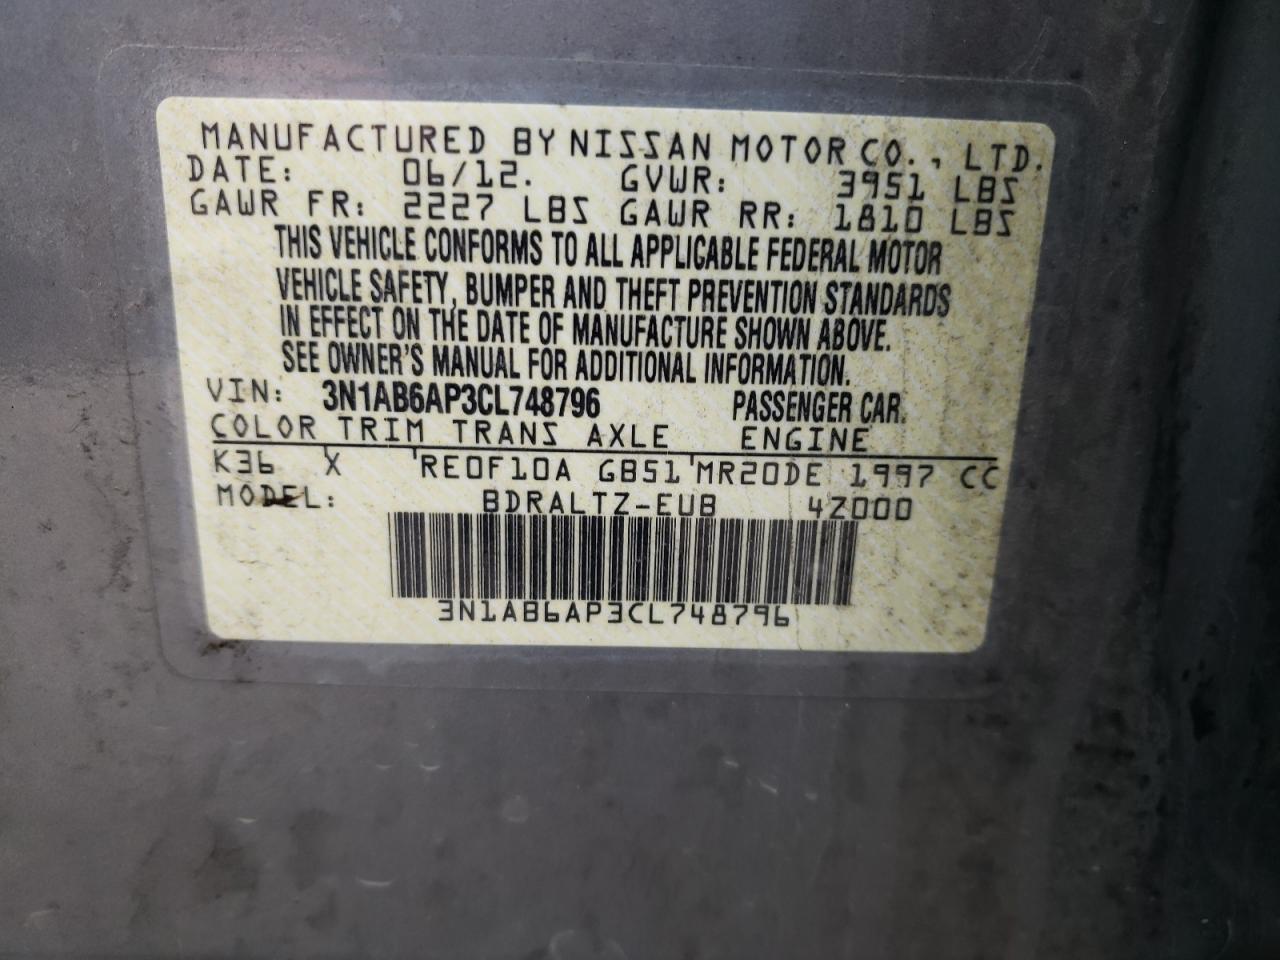 MANUFACTURED BY NISSAN MOTOR CO., LTD.
DATE: 06/12. GVWR: 3951 LBS
GAWR FR: 2227 LBS GAWR RR: 1810 LBS
THIS VEHICLE CONFORMS TO ALL APPLICABLE FEDERAL MOTOR
VEHICLE SAFETY, BUMPER AND THEFT PREVENTION STANDARDS
IN EFFECT ON THE DATE OF MANUFACTURE SHOWN ABOVE.
SEE OWNER'S MANUAL FOR ADDITIONAL INFORMATION.
VIN: 3N1AB6AP3CL748796 PASSENGER CAR.
COLOR TRIM TRANS AXLE ENGINE
K36 X RE0F10A GB51 MR20DE 1997 CC
MODEL: BDRALTZ-EUB 4Z000
3N1AB6AP3CL748796